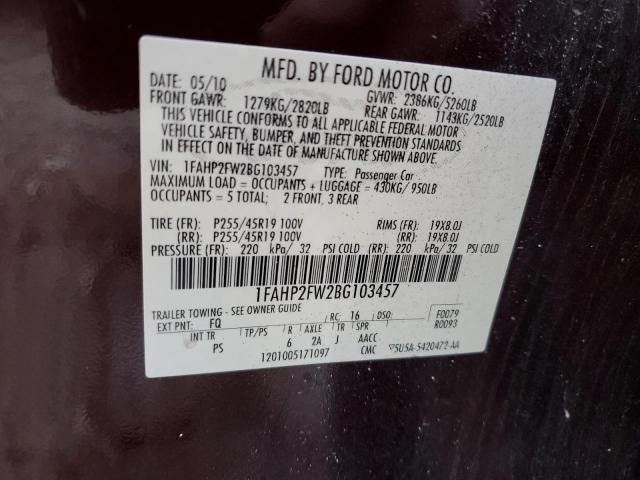 MFD. BY FORD MOTOR CO.
DATE: 05/10 GVWR: 2386KG/5260LB
FRONT GAWR: 1279KG/2820LB REAR GAWR: 1143KG/2520LB
THIS VEHICLE CONFORMS TO ALL APPLICABLE FEDERAL MOTOR
VEHICLE SAFETY, BUMPER, AND THEFT PREVENTION STANDARDS
IN EFFECT ON THE DATE OF MANUFACTURE SHOWN ABOVE.
VIN: 1FAHP2FW2BG103457 TYPE: Passenger Car
MAXIMUM LOAD = OCCUPANTS + LUGGAGE = 430KG/950LB
OCCUPANTS = 5 TOTAL; 2 FRONT, 3 REAR
TIRE (FR): P255/45R19 100V RIMS (FR): 19X8.0J
(RR): P255/45R19 100V (RR): 19X8.0J
PRESSURE (FR): 220 kPa/32 PSI COLD (RR): 220 kPa/32 PSI COLD
1FAHP2FW2BG103457
TRAILER TOWING - SEE OWNER GUIDE
EXT PNT: FQ RC: 16 DSO: F0079
R0093
INT TR TP/PS R AXLE TR SPR
PS 6 2A J AACC
1201005171097 CMC 5U5A-5420472-AA